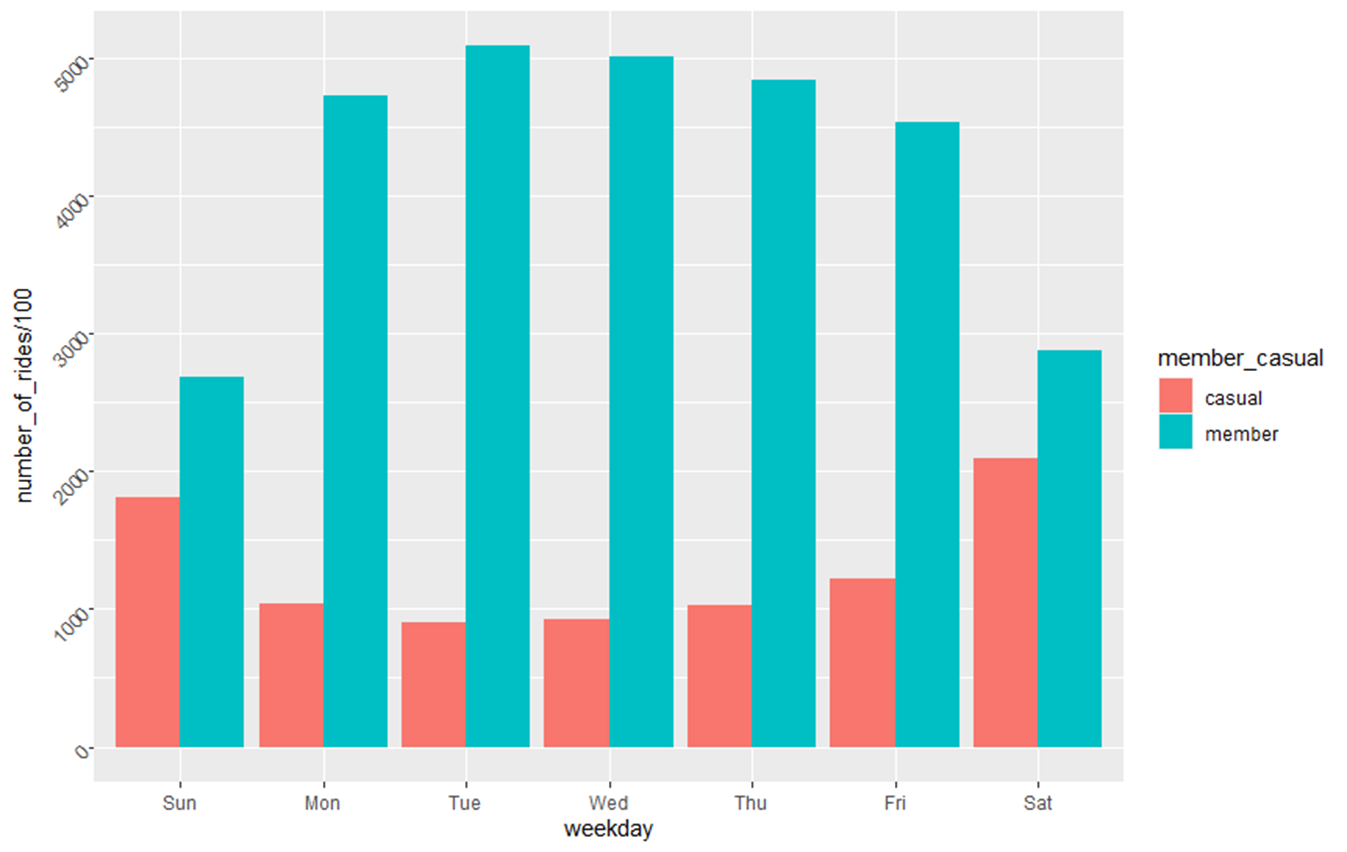 number_of_rides/100
5000
4000
3000
2000
1000
0
Sun Mon Tue Wed Thu Fri Sat
weekday
member_casual
casual
member